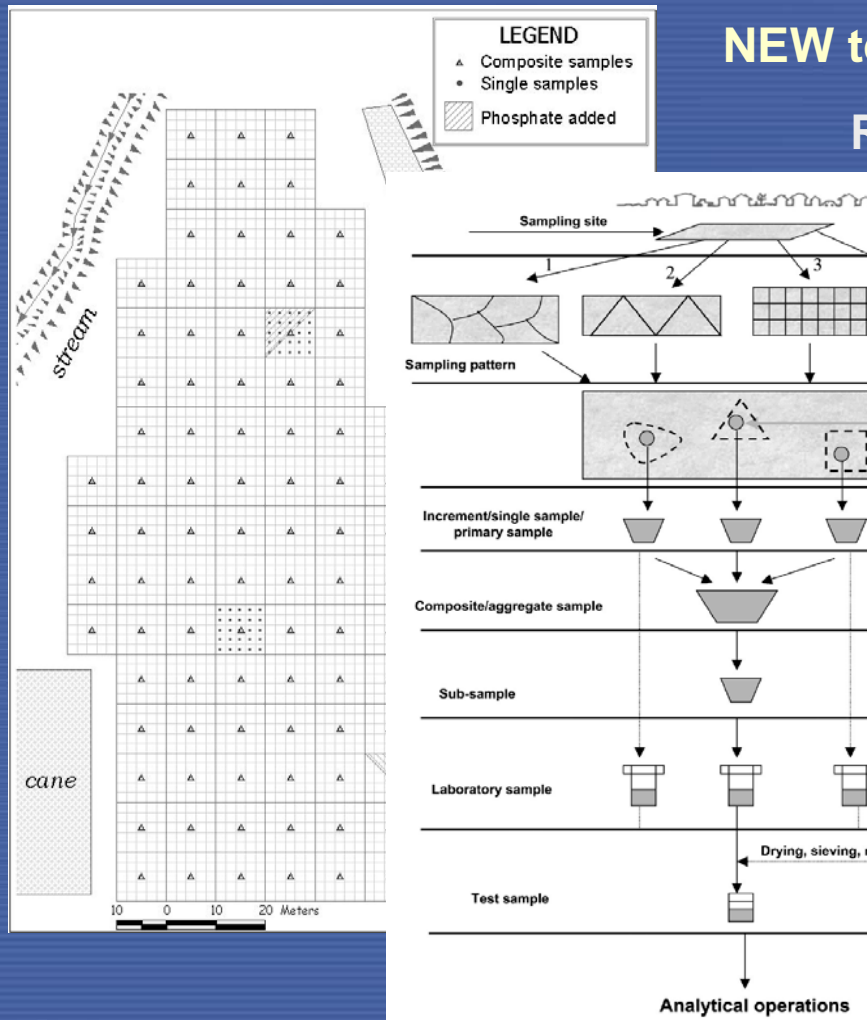 LEGEND
Composite samples
Single samples
Phosphate added
stream
cane
10 0 10 20 Meters
NEW
Sampling site
1 2 3
Sampling pattern
Increment/single sample/
primary sample
Composite/aggregate sample
Sub-sample
Laboratory sample
Drying, sieving,
Test sample
Analytical operations